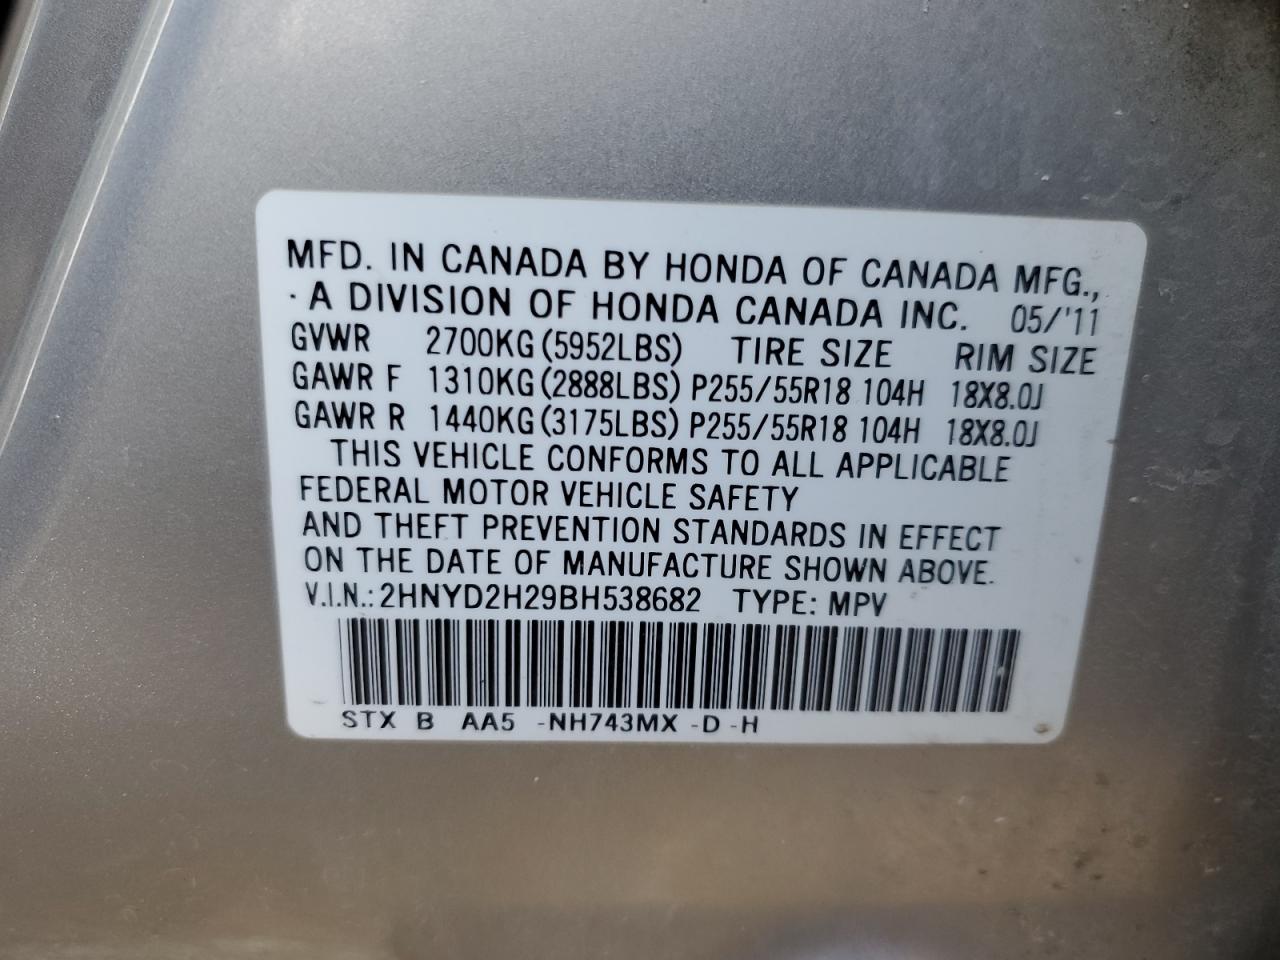 MFD. IN CANADA BY HONDA OF CANADA MFG.,
· A DIVISION OF HONDA CANADA INC. 05/'11
GVWR 2700KG(5952LBS) TIRE SIZE RIM SIZE
GAWR F 1310KG(2888LBS) P255/55R18 104H 18X8.0J
GAWR R 1440KG(3175LBS) P255/55R18 104H 18X8.0J
THIS VEHICLE CONFORMS TO ALL APPLICABLE
FEDERAL MOTOR VEHICLE SAFETY
AND THEFT PREVENTION STANDARDS IN EFFECT
ON THE DATE OF MANUFACTURE SHOWN ABOVE.
V.I.N.: 2HNYD2H29BH538682 TYPE: MPV
STX B AA5 -NH743MX -D -H